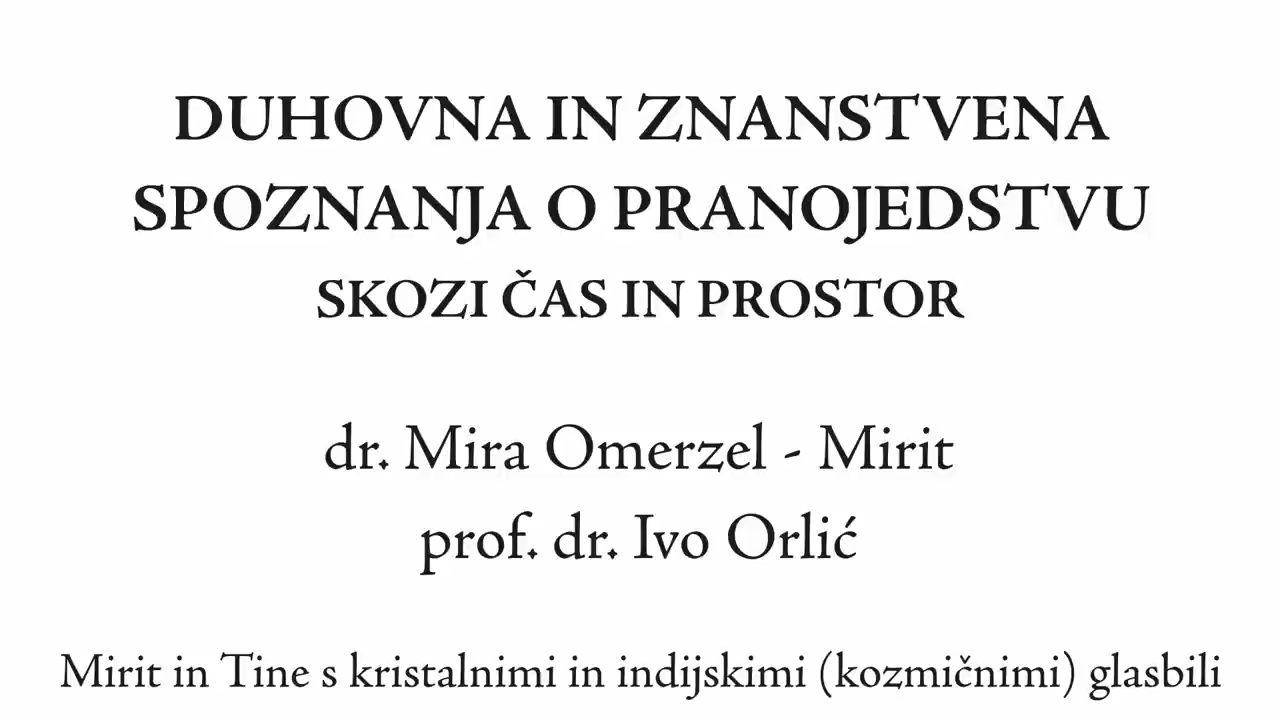 DUHOVNA IN ZNANSTVENA
SPOZNANJA O PRANOJEDSTVU
SKOZI ČAS IN PROSTOR
dr. Mira Omerzel - Mirit
prof. dr. Ivo Orlić
Mirit in Tine s kristalnimi in indijskimi (kozmičnimi) glasbili